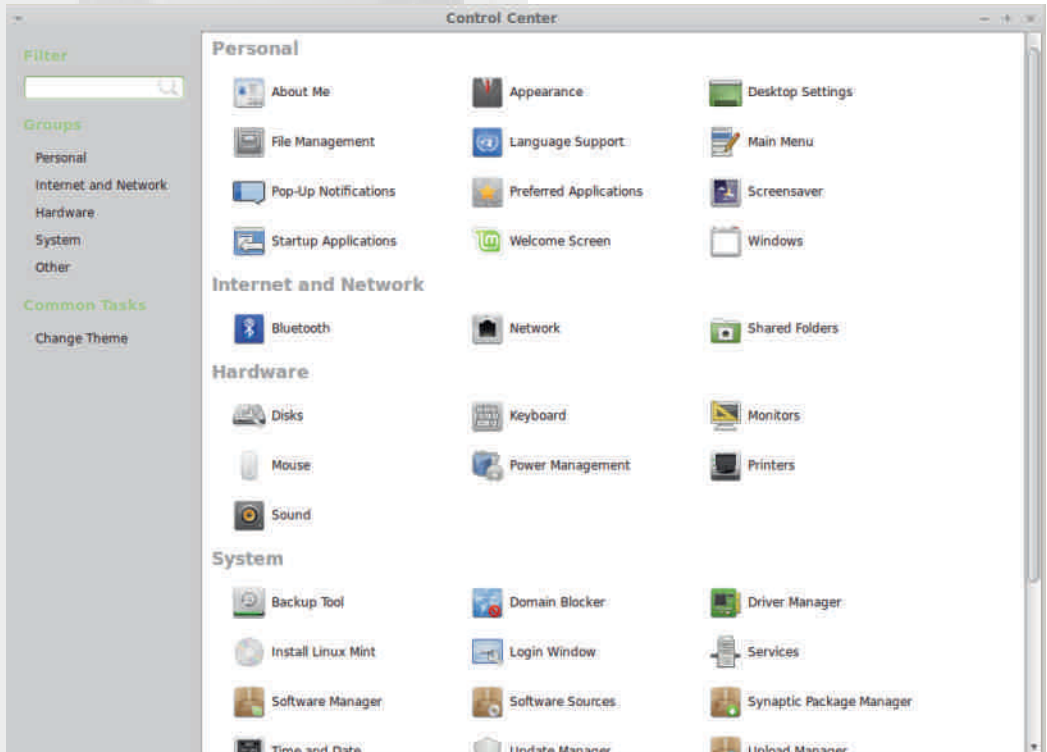 Control Center
Filter
Groups
Personal
Internet and Network
Hardware
System
Other
Common Tasks
Change Theme
Personal
About Me Appearance Desktop Settings
File Management Language Support Main Menu
Pop-Up Notifications Preferred Applications Screensaver
Startup Applications Welcome Screen Windows
Internet and Network
Bluetooth Network Shared Folders
Hardware
Disks Keyboard Monitors
Mouse Power Management Printers
Sound
System
Backup Tool Domain Blocker Driver Manager
Install Linux Mint Login Window Services
Software Manager Software Sources Synaptic Package Manager
Time and Date Update Manager Upload Manager